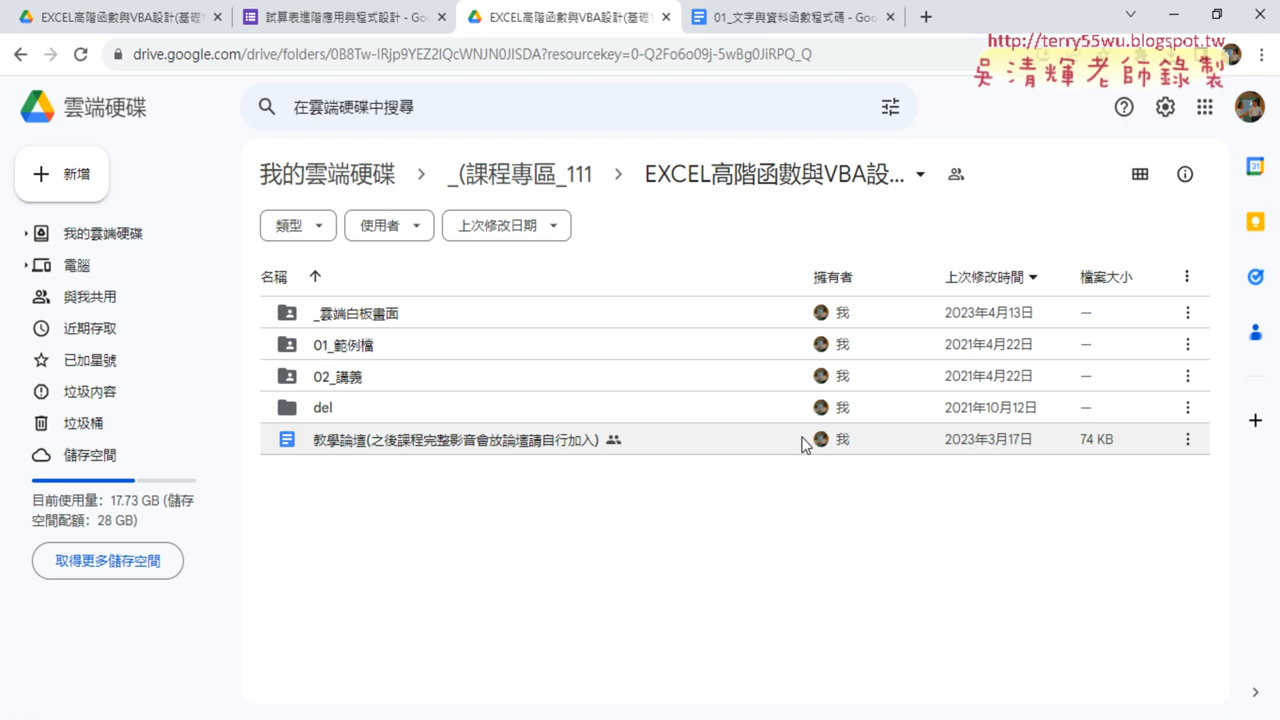 EXCEL高階函數與VBA設計(基礎
試算表進階應用與程式設計 - Goo
EXCEL高階函數與VBA設計(基礎
01_文字與資料函數程式碼 - Goo
drive.google.com/drive/folders/0B8Tw-IRjp9YEZ2lQcWNJN0lSDA?resourcekey=0-Q2Fo6o09j-5wBg0JiRPQ_Q
http://terry55wu.blogspot.tw
吳清輝老師錄製
雲端硬碟
在雲端硬碟中搜尋
新增
我的雲端硬碟
電腦
與我共用
近期存取
已加星號
垃圾內容
垃圾桶
儲存空間
目前使用量: 17.73 GB (儲存
空間配額: 28 GB)
取得更多儲存空間
我的雲端硬碟 > _(課程專區_111 > EXCEL高階函數與VBA設...
類型 使用者 上次修改日期
名稱 擁有者 上次修改時間 檔案大小
_雲端白板畫面 我 2023年4月13日 —
01_範例檔 我 2021年4月22日 —
02_講義 我 2021年4月22日 —
del 我 2021年10月12日 —
教學論壇(之後課程完整影音會放論壇請自行加入) 我 2023年3月17日 74 KB
31